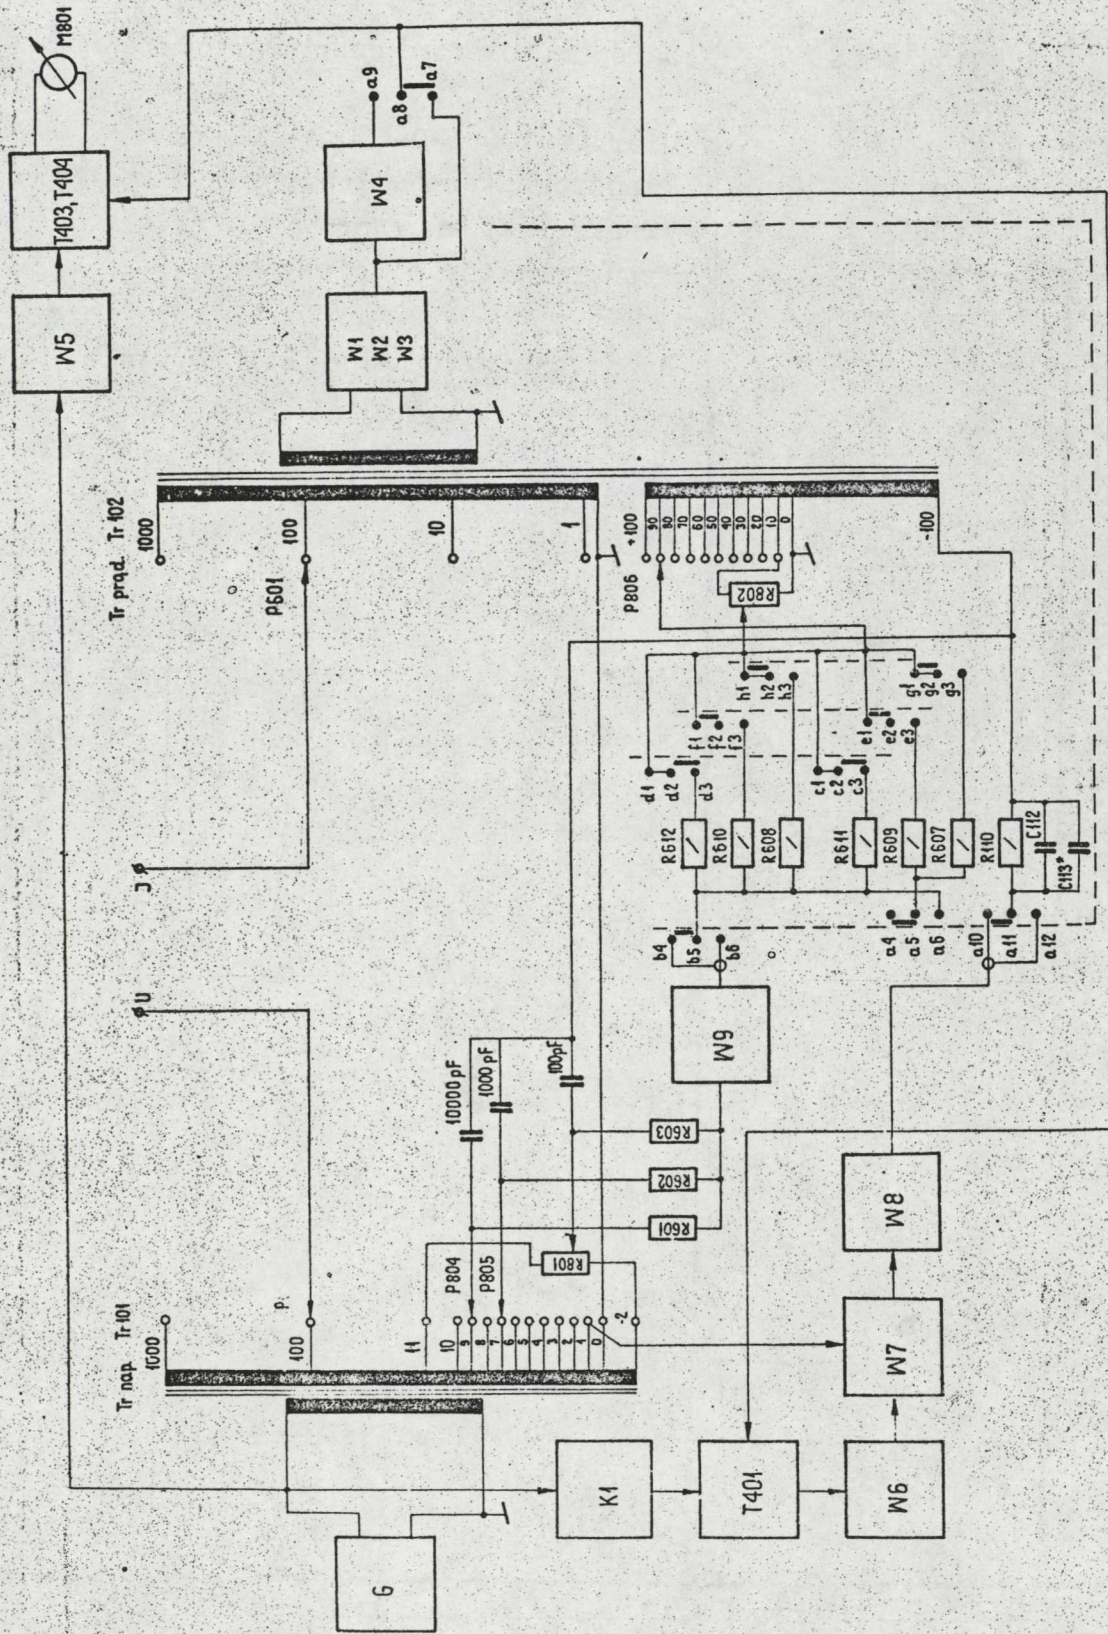 M801
T403, T404
W5
a9
a8
a7
W4
W1
W2
W3
Tr prąd. Tr 102
1000
100
10
1
P601
+100
90
80
70
60
50
40
30
20
10
0
-100
P806
R802
J
U
h1
h2
h3
g1
g2
g3
f1
f2
f3
e1
e2
e3
d1
d2
d3
c1
c2
c3
R612
R610
R608
R611
R609
R607
R110
C112
C113*
b4
b5
b6
a4
a5
a6
a10
a11
a12
W9
10000 pF
1000 pF
100pF
R603
R602
R601
R801
P804
P805
W8
Tr nap. Tr 101
1000
p.
100
11
10
9
8
7
6
5
4
3
2
1
0
-2
W7
K1
T401
W6
G